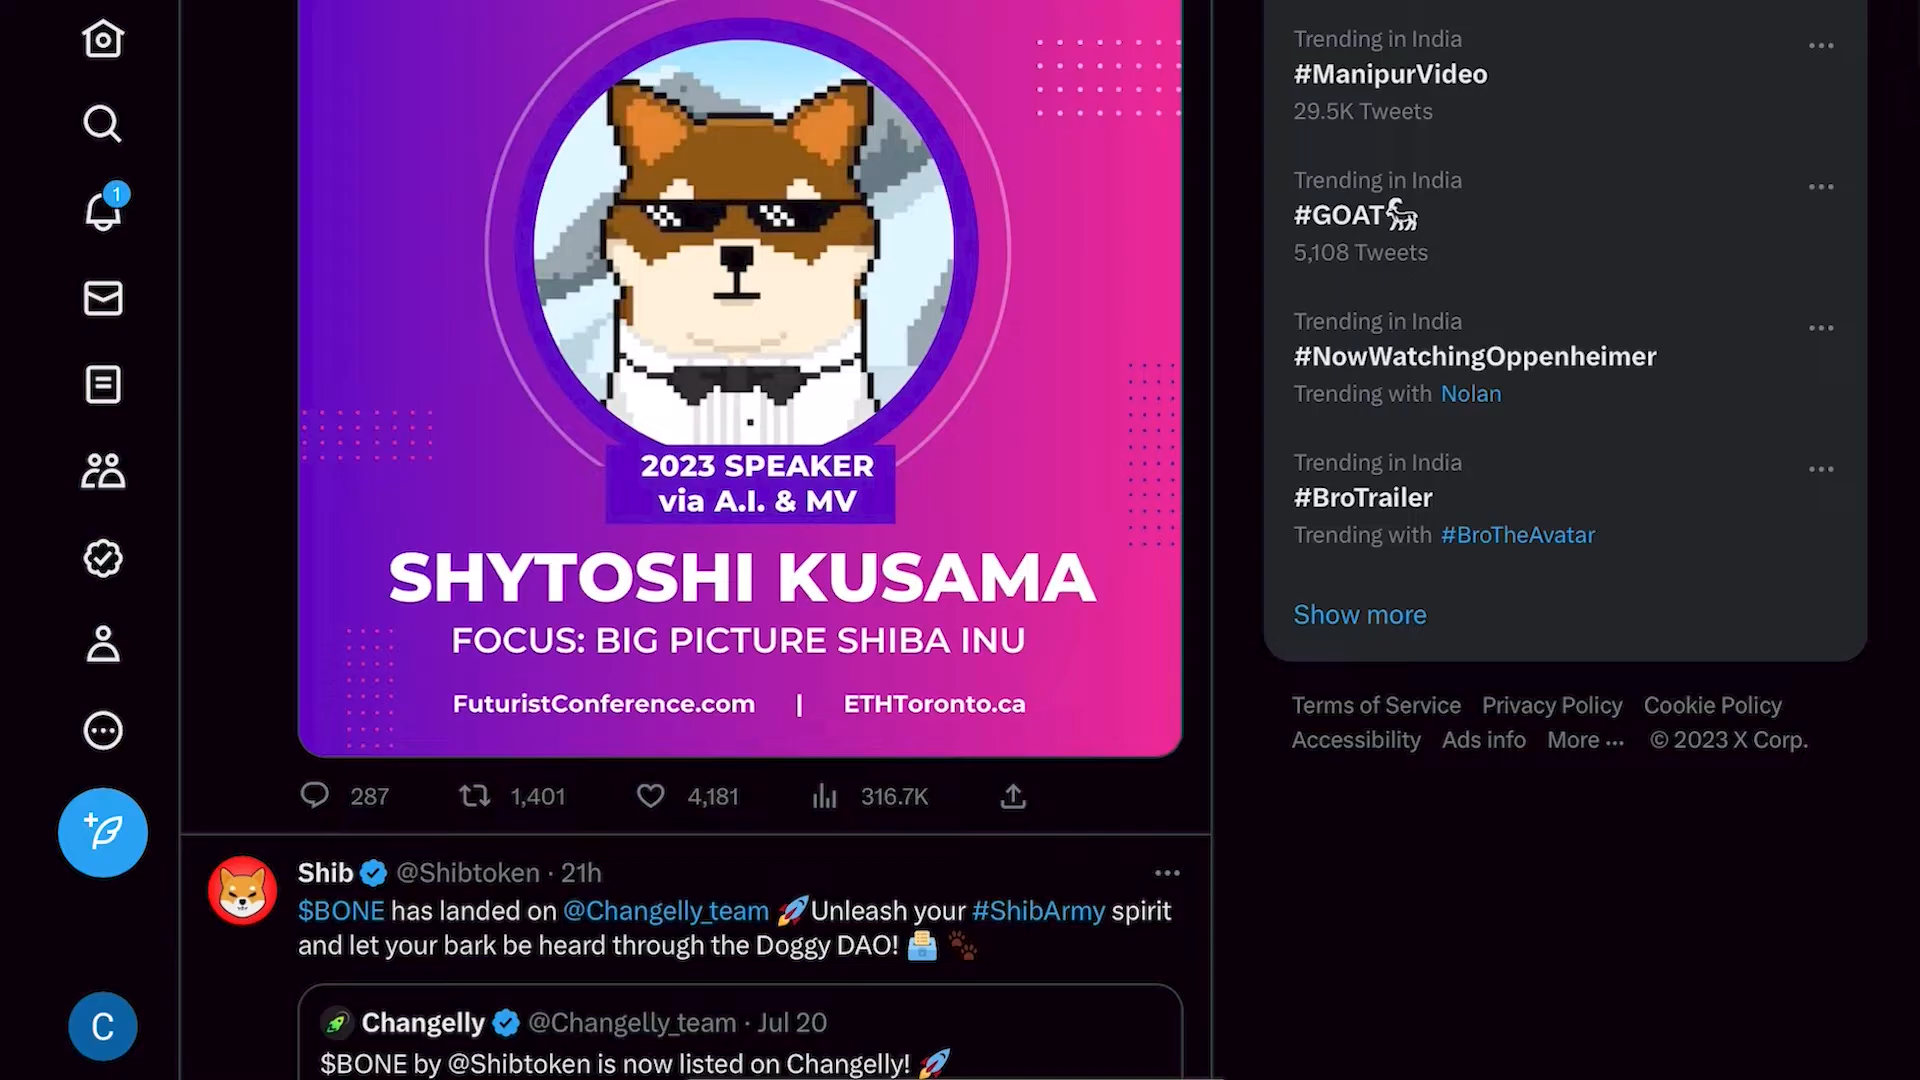 1
2023 SPEAKER
via A.I. & MV
SHYTOSHI KUSAMA
FOCUS: BIG PICTURE SHIBA INU
FuturistConference.com | ETHToronto.ca
287 1,401 4,181 316.7K
Shib @Shibtoken · 21h
$BONE has landed on @Changelly_team 🚀Unleash your #ShibArmy spirit
and let your bark be heard through the Doggy DAO! 🗳️ 🐾
Changelly @Changelly_team · Jul 20
$BONE by @Shibtoken is now listed on Changelly! 🚀
C
Trending in India
#ManipurVideo
29.5K Tweets
Trending in India
#GOAT🐐
5,108 Tweets
Trending in India
#NowWatchingOppenheimer
Trending with Nolan
Trending in India
#BroTrailer
Trending with #BroTheAvatar
Show more
Terms of Service Privacy Policy Cookie Policy
Accessibility Ads info More ··· © 2023 X Corp.